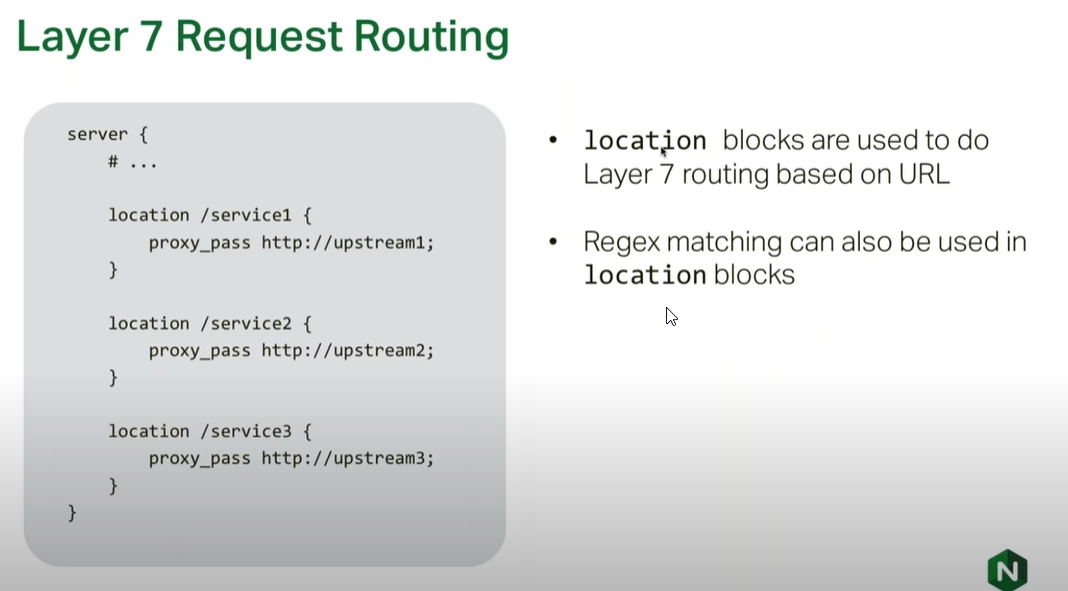 Layer 7 Request Routing
server {
# ...
location /service1 {
proxy_pass http://upstream1;
}
location /service2 {
proxy_pass http://upstream2;
}
location /service3 {
proxy_pass http://upstream3;
}
}
• location blocks are used to do
Layer 7 routing based on URL
• Regex matching can also be used in
location blocks
N